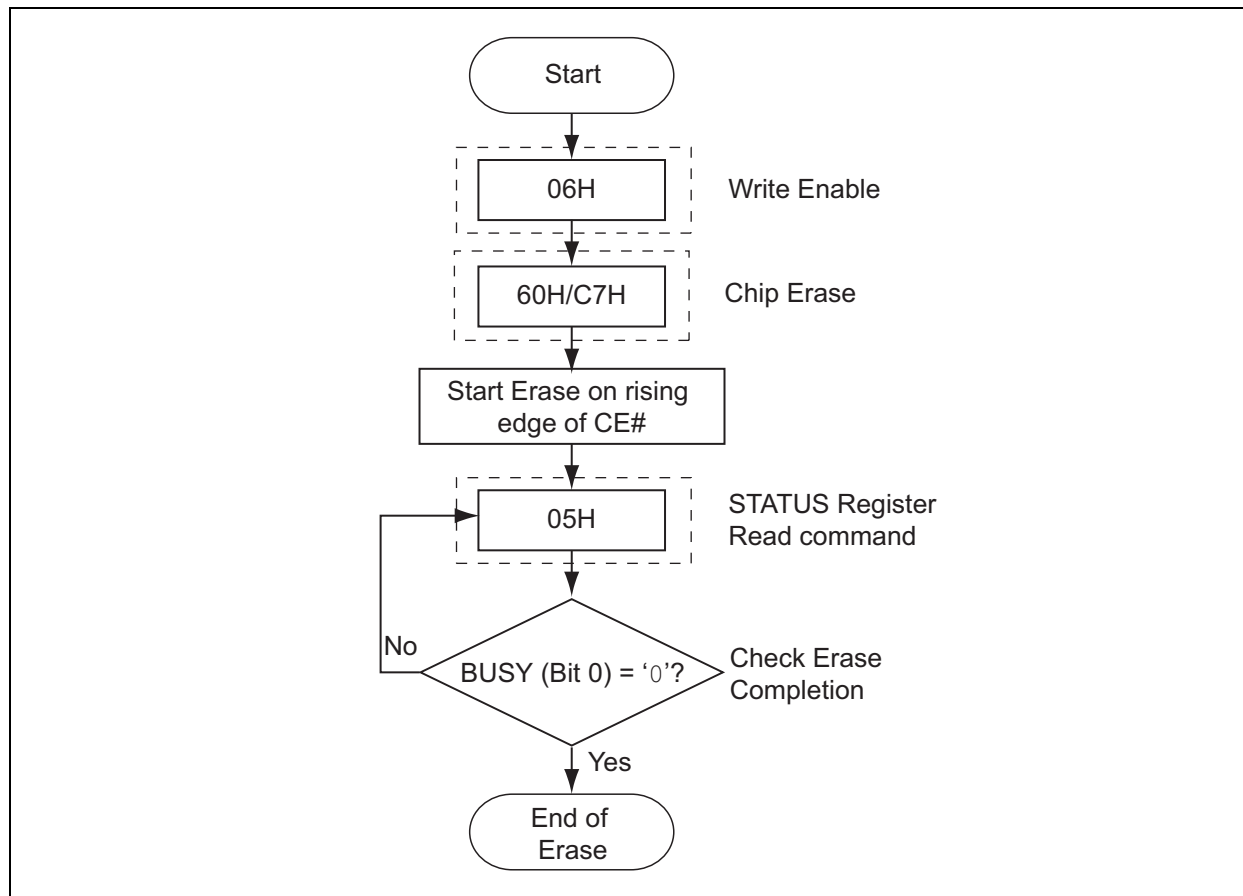 Start
06H
Write Enable
60H/C7H
Chip Erase
Start Erase on rising
edge of CE#
05H
STATUS Register
Read command
No
BUSY (Bit 0) = ‘0’?
Check Erase
Completion
Yes
End of
Erase